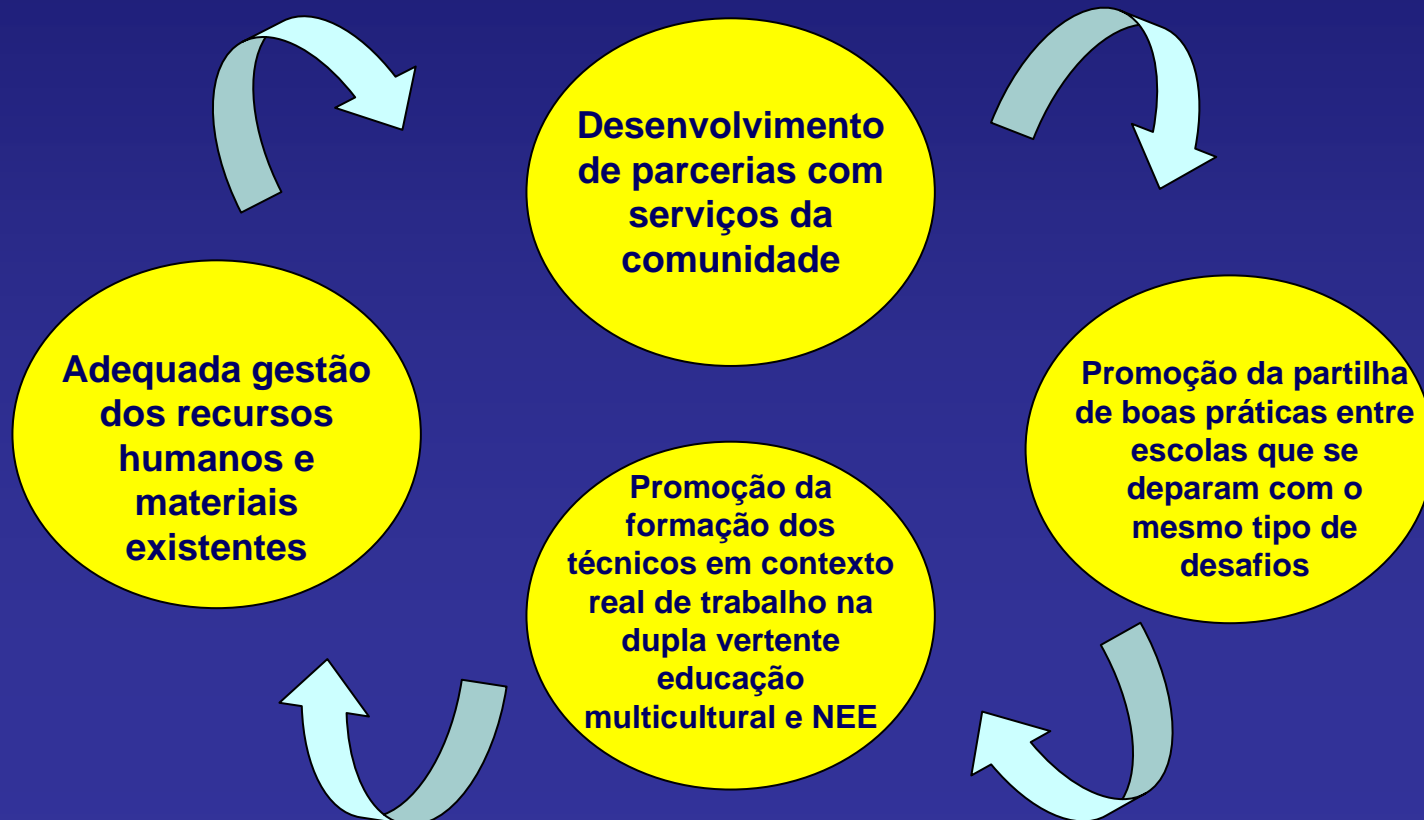 Desenvolvimento
de parcerias com
serviços da
comunidade
Adequada gestão
dos recursos
humanos e
materiais
existentes
Promoção da partilha
de boas práticas entre
escolas que se
deparam com o
mesmo tipo de
desafios
Promoção da
formação dos
técnicos em contexto
real de trabalho na
dupla vertente
educação
multicultural e NEE